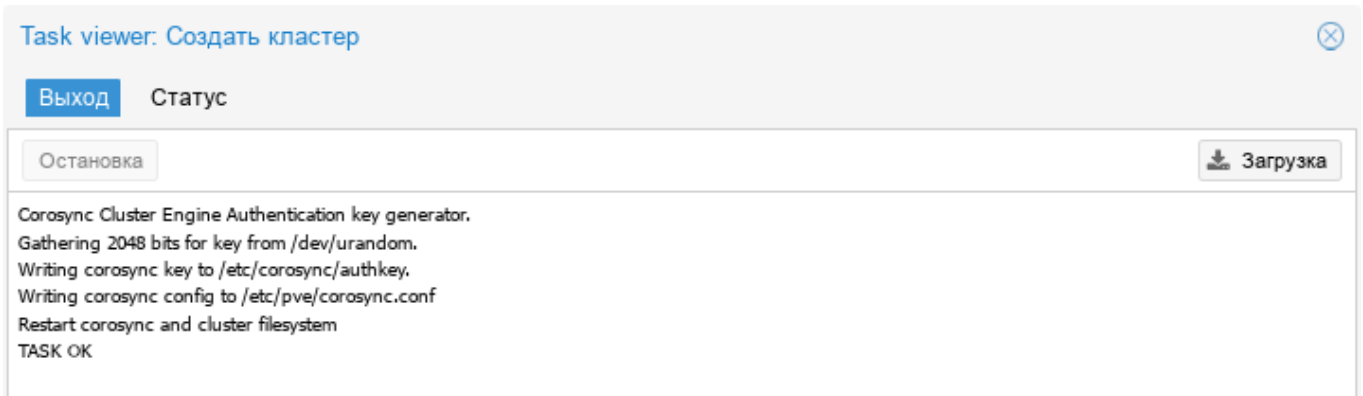 Task viewer: Создать кластер
Выход Статус
Остановка Загрузка
Corosync Cluster Engine Authentication key generator.
Gathering 2048 bits for key from /dev/urandom.
Writing corosync key to /etc/corosync/authkey.
Writing corosync config to /etc/pve/corosync.conf
Restart corosync and cluster filesystem
TASK OK